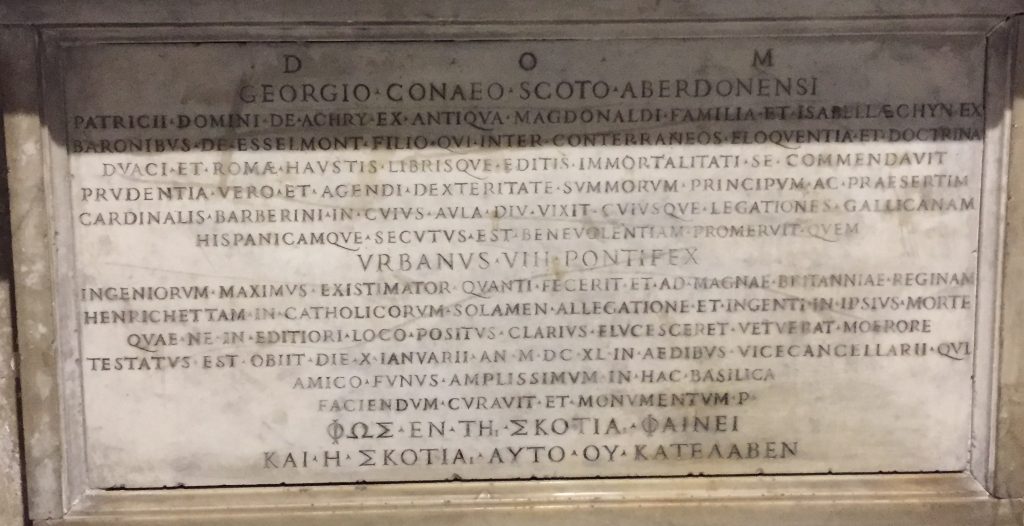 D O M
GEORGIO·CONAEO·SCOTO·ABERDONENSI
PATRICII·DOMINI·DE·ACHRY·EX·ANTIQVA·MAGDONALDI·FAMILIA·ET·ISABELLÆ·CHYN·EX
BARONIBVS·DE·ESSELMONT·FILIO·QVI·INTER·CONTERRANEOS·ELOQVENTIA·ET·DOCTRINA
DVACI·ET·ROMÆ·HAVSTIS·LIBRISQVE·EDITIS·IMMORTALITATI·SE·COMMENDAVIT
PRVDENTIA·VERO·ET·AGENDI·DEXTERITATE·SVMMORVM·PRINCIPVM·AC·PRAESERTIM
CARDINALIS·BARBERINI·IN·CVIVS·AVLA·DIV·VIXIT·CVIVSQVE·LEGATIONES·GALLICANAM
HISPANICAMQVE·SECVTVS·EST·BENEVOLENTIAM·PROMERVIT·QVEM
VRBANVS·VIII·PONTIFEX
INGENIORVM·MAXIMVS·EXISTIMATOR·QVANTI·FECERIT·ET·AD·MAGNAE·BRITANNIAE·REGINAM
HENRICHETTAM·IN·CATHOLICORVM·SOLAMEN·ALLEGATIONE·ET·INGENTI·IN·IPSIVS·MORTE
QVAE·NE·IN·EDITIORI·LOCO·POSITVS·CLARIVS·ELVCESCERET·VETVERAT·MOERORE
TESTATVS·EST·OBIIT·DIE·X·IANVARII·AN·M·DC·XL·IN·AEDIBVS·VICECANCELLARII·QVI
AMICO·FVNVS·AMPLISSIMVM·IN·HAC·BASILICA
FACIENDVM·CVRAVIT·ET·MONVMENTVM·P·
ΦΩΣ·ΕΝ·ΤΗι·ΣΚΟΤΙΑι·ΦΑΙΝΕΙ
ΚΑΙ·Η·ΣΚΟΤΙΑι·ΑΥΤΟ·ΟΥ·ΚΑΤΕΛΑΒΕΝ